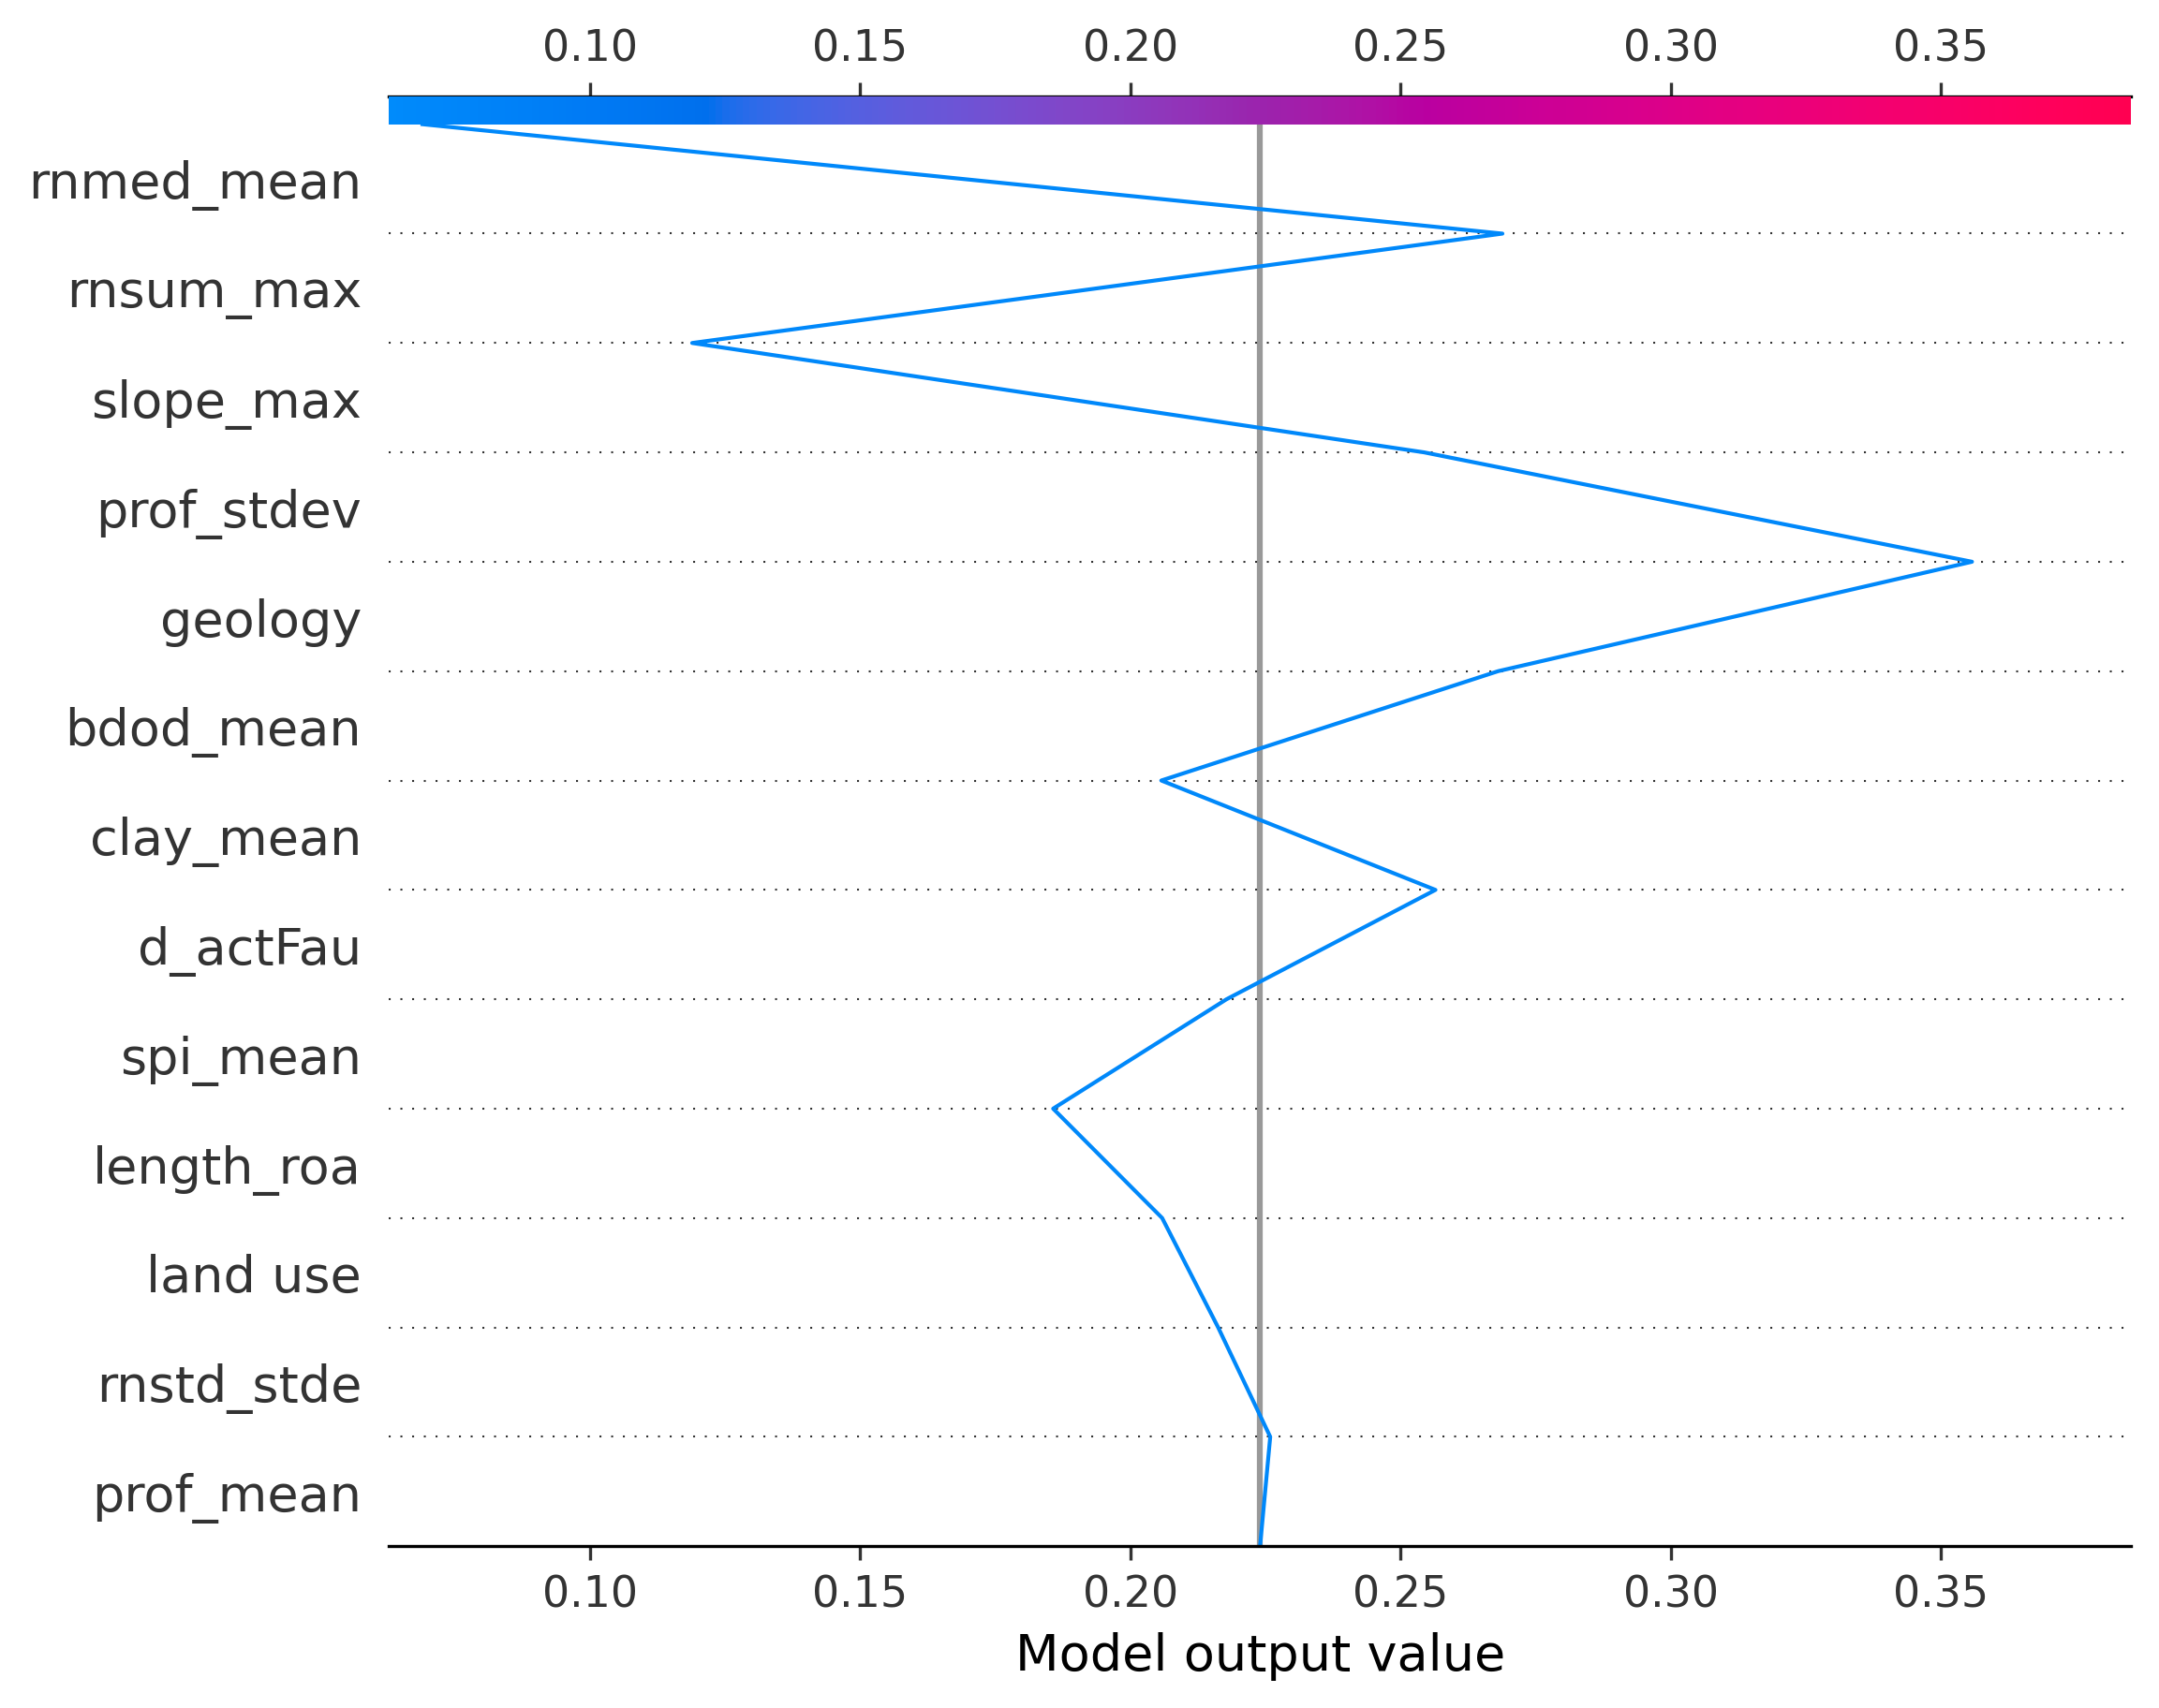 0.10 0.15 0.20 0.25 0.30 0.35
rnmed_mean
rnsum_max
slope_max
prof_stdev
geology
bdod_mean
clay_mean
d_actFau
spi_mean
length_roa
land use
rnstd_stde
prof_mean
0.10 0.15 0.20 0.25 0.30 0.35
Model output value